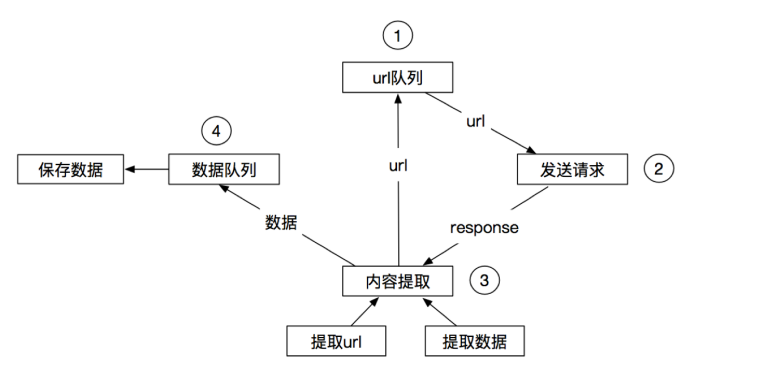 ①
url队列
url
④
保存数据
数据队列
url
发送请求
②
数据
response
内容提取
③
提取url
提取数据